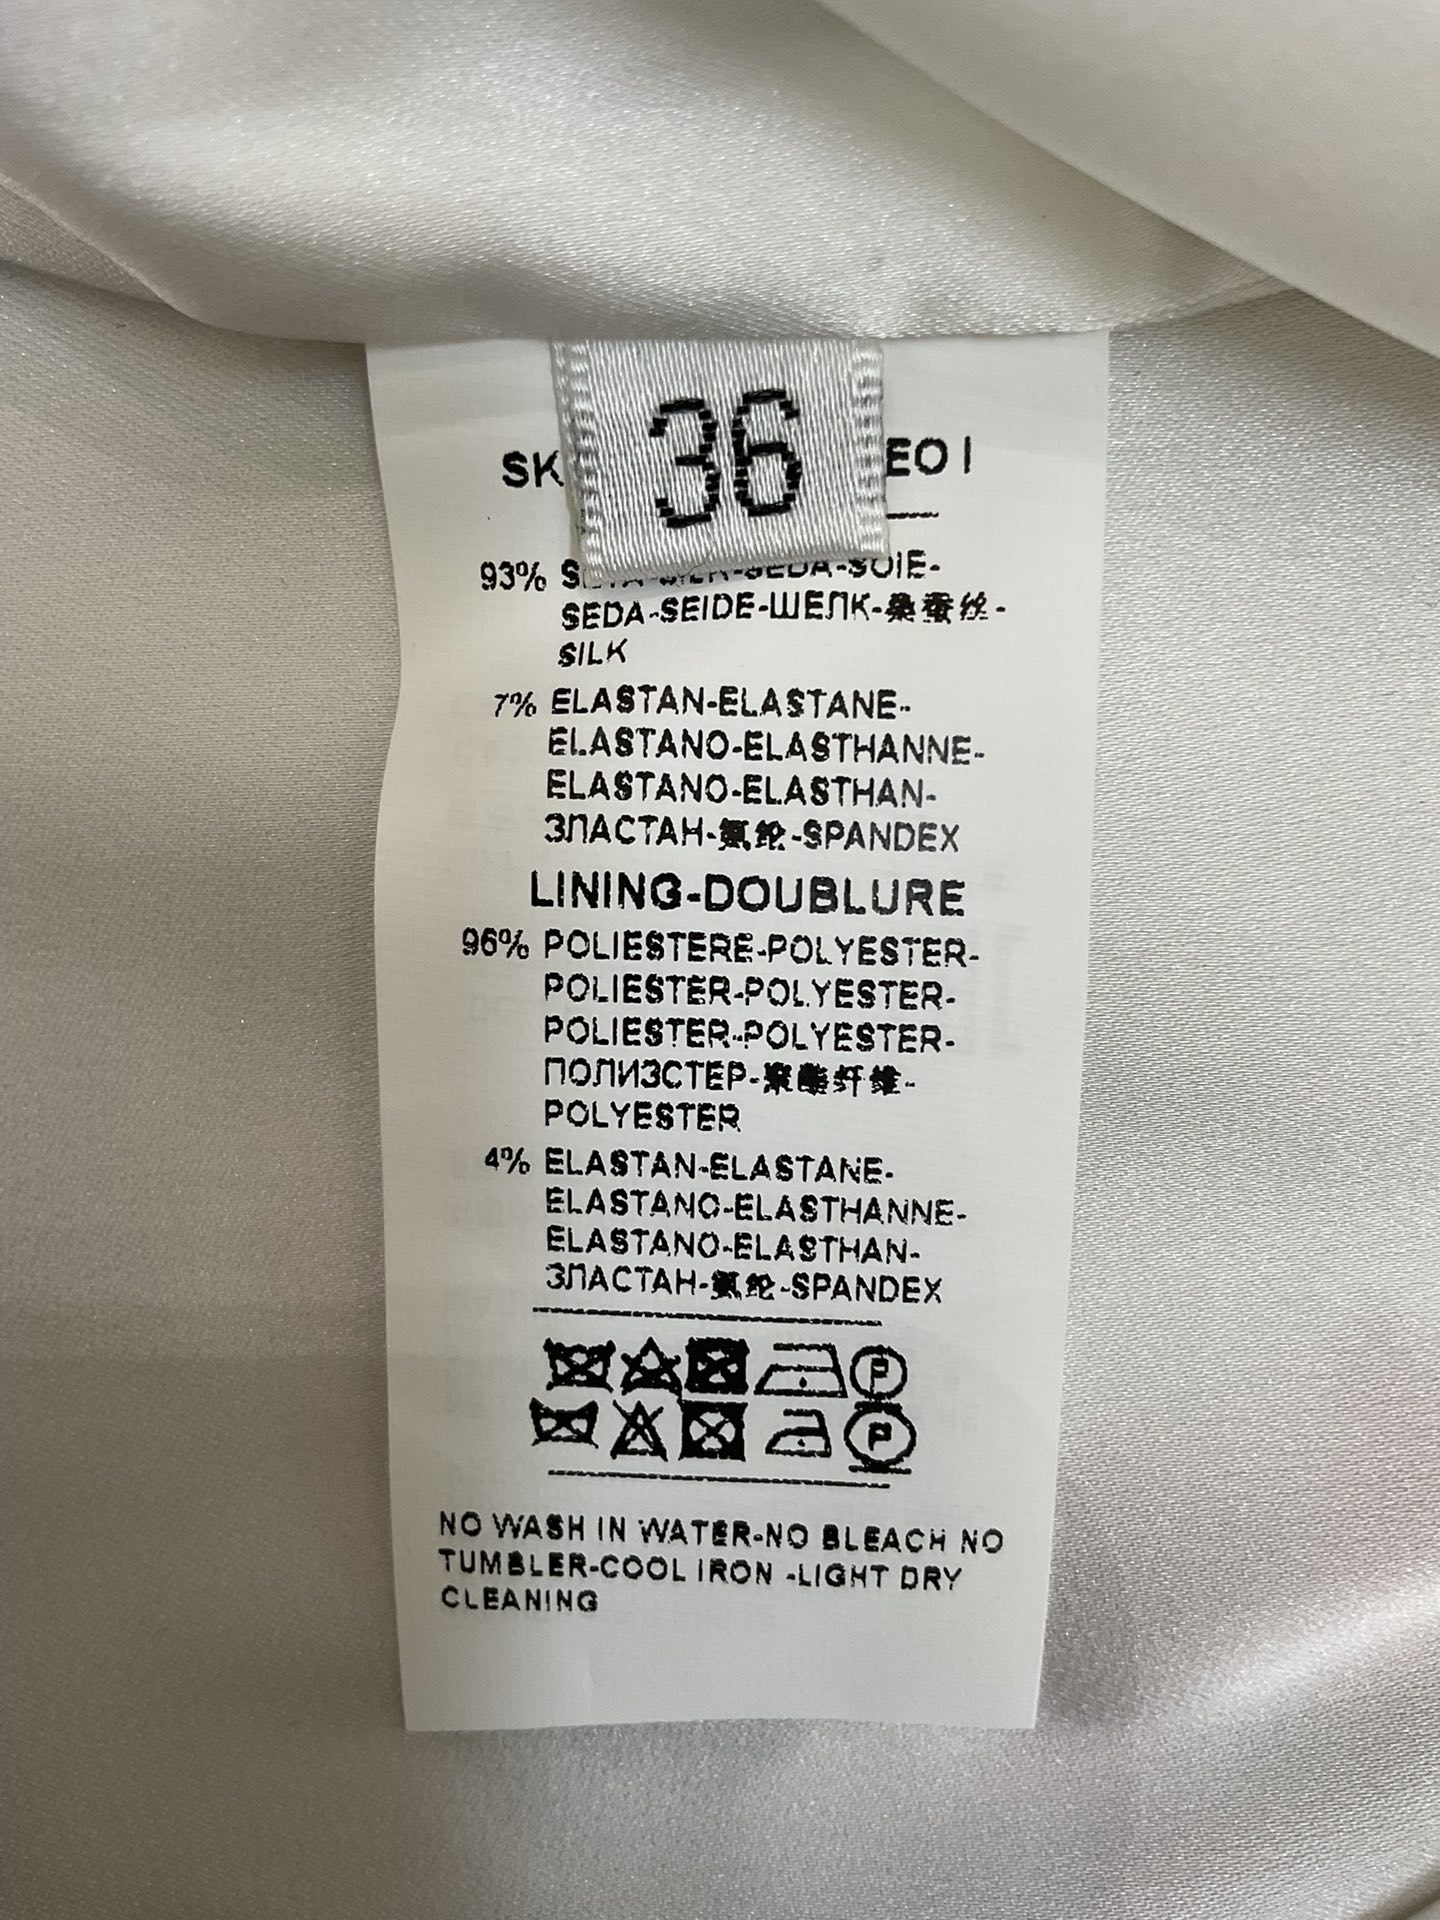 36
SK EO I
93% SETA-SILK-SEDA-SOIE-
SEDA-SEIDE-ШЕЛК-桑蚕丝-
SILK
7% ELASTAN-ELASTANE-
ELASTANO-ELASTHANNE-
ELASTANO-ELASTHAN-
ЗЛАСТАН-氨纶-SPANDEX
LINING-DOUBLURE
96% POLIESTERE-POLYESTER-
POLIESTER-POLYESTER-
POLIESTER-POLYESTER-
ПОЛИЗСТЕР-聚酯纤维-
POLYESTER
4% ELASTAN-ELASTANE-
ELASTANO-ELASTHANNE-
ELASTANO-ELASTHAN-
ЗЛАСТАН-氨纶-SPANDEX
P
P
NO WASH IN WATER-NO BLEACH NO
TUMBLER-COOL IRON -LIGHT DRY
CLEANING